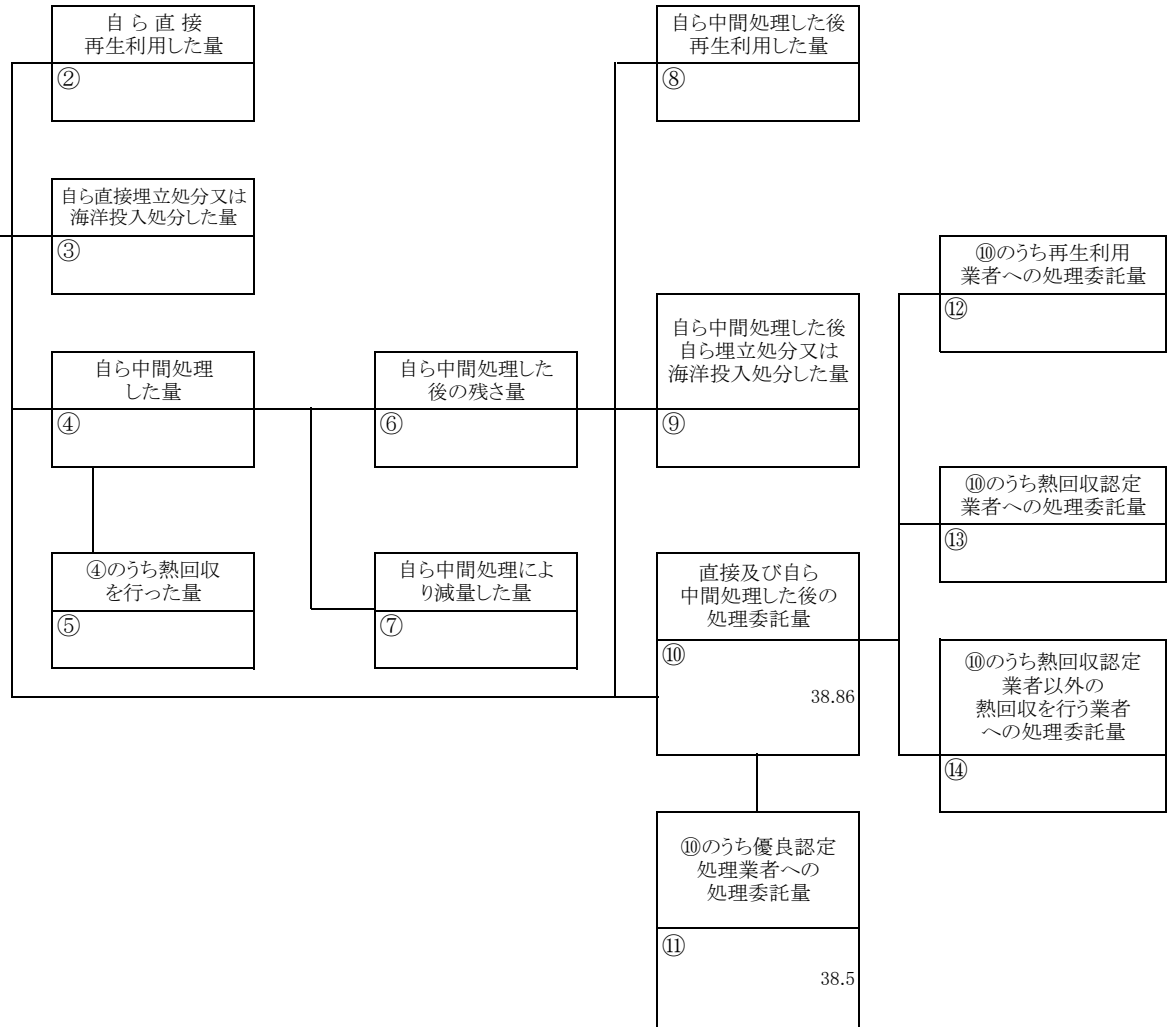 自 ら 直 接
再生利用した量
②
自ら直接埋立処分又は
海洋投入処分した量
③
自ら中間処理
した量
④
④のうち熱回収
を行った量
⑤
自ら中間処理した
後の残さ量
⑥
自ら中間処理によ
り減量した量
⑦
自ら中間処理した後
再生利用した量
⑧
自ら中間処理した後
自ら埋立処分又は
海洋投入処分した量
⑨
直接及び自ら
中間処理した後の
処理委託量
⑩
38.86
⑩のうち優良認定
処理業者への
処理委託量
⑪
38.5
⑩のうち再生利用
業者への処理委託量
⑫
⑩のうち熱回収認定
業者への処理委託量
⑬
⑩のうち熱回収認定
業者以外の
熱回収を行う業者
への処理委託量
⑭